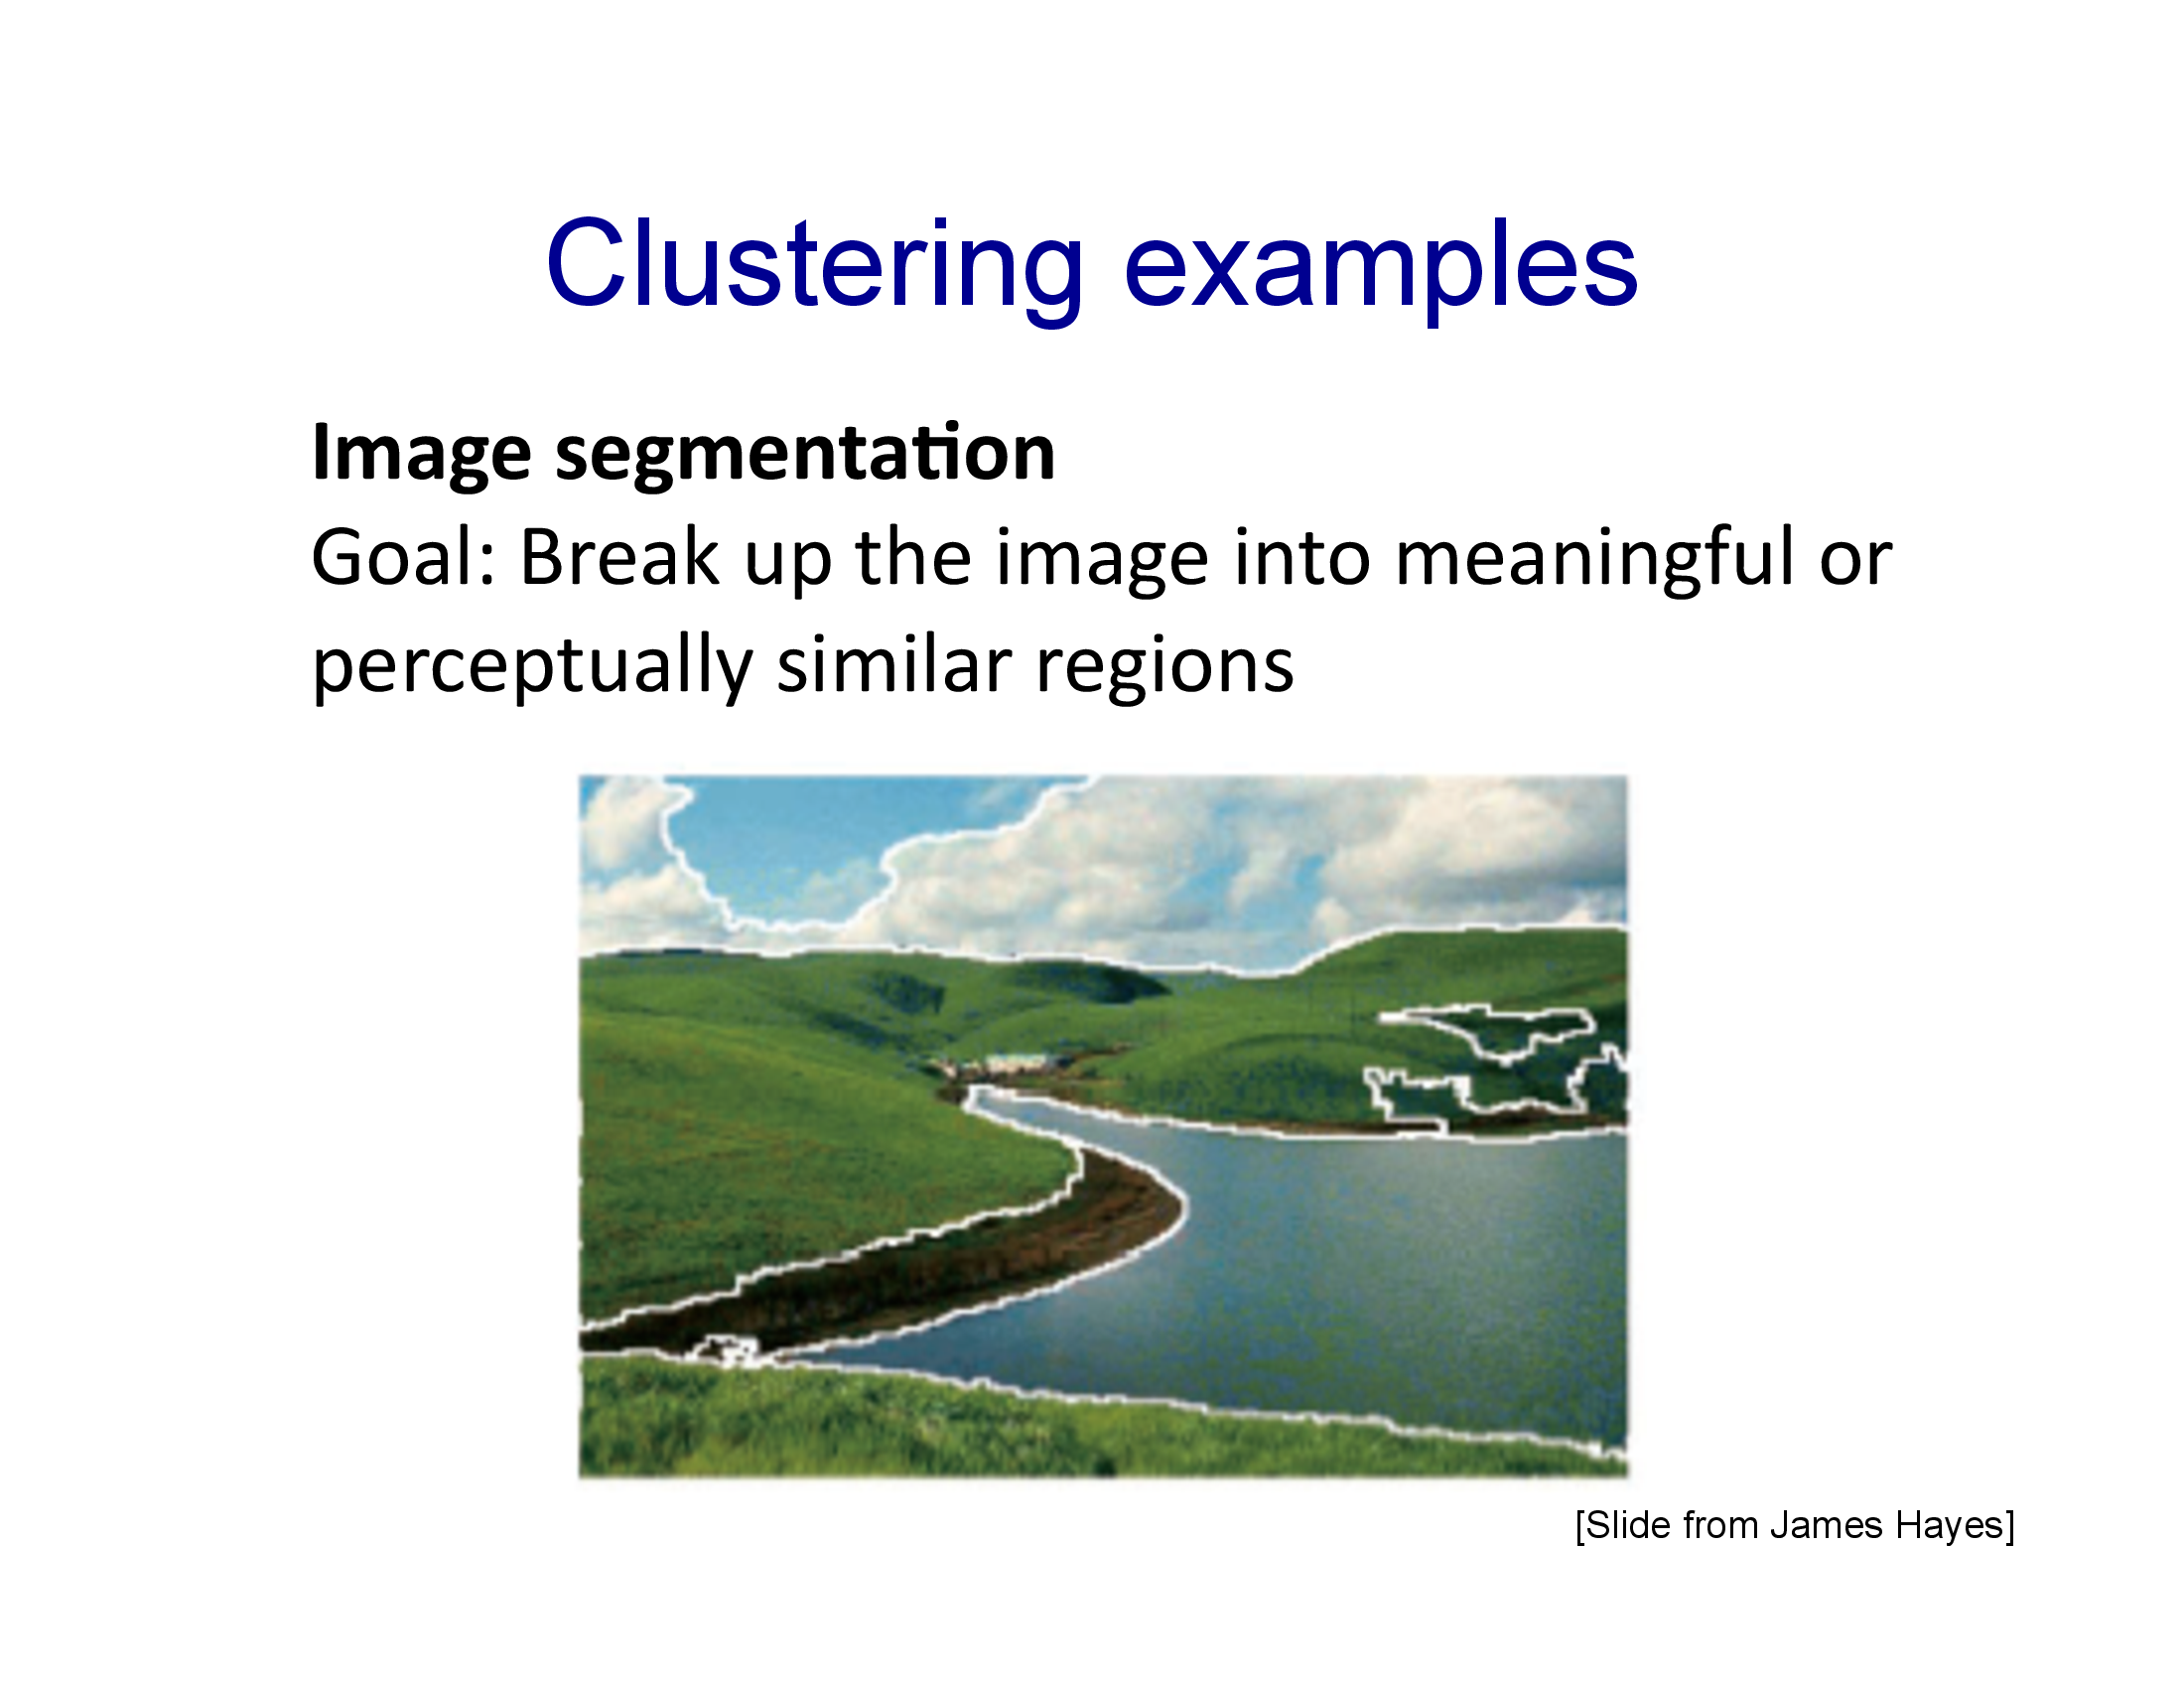 Clustering examples
Image segmentation
Goal: Break up the image into meaningful or
perceptually similar regions
[Slide from James Hayes]